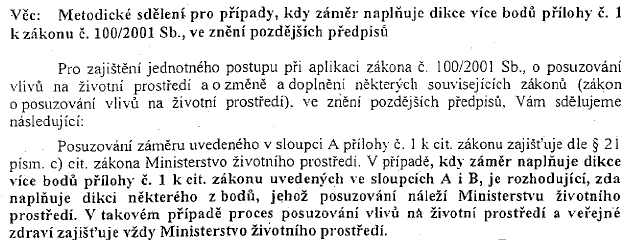 Věc: Metodické sdělení pro případy, kdy záměr naplňuje dikce více bodů přílohy č. 1
k zákonu č. 100/2001 Sb., ve znění pozdějších předpisů
Pro zajištění jednotného postupu při aplikaci zákona č. 100/2001 Sb., o posuzování
vlivů na životní prostředí a o změně a doplnění některých souvisejících zákonů (zákon
o posuzování vlivů na životní prostředí), ve znění pozdějších předpisů, Vám sdělujeme
následující:
Posuzování záměru uvedeného v sloupci A přílohy č. 1 k cit. zákonu zajišťuje dle § 21
písm. c) cit. zákona Ministerstvo životního prostředí. V případě, kdy záměr naplňuje dikce
více bodů přílohy č. 1 k cit. zákonu uvedených ve sloupcích A i B, je rozhodující, zda
naplňuje dikci některého z bodů, jehož posuzování náleží Ministerstvu životního
prostředí. V takovém případě proces posuzování vlivů na životní prostředí a veřejné
zdraví zajišťuje vždy Ministerstvo životního prostředí.